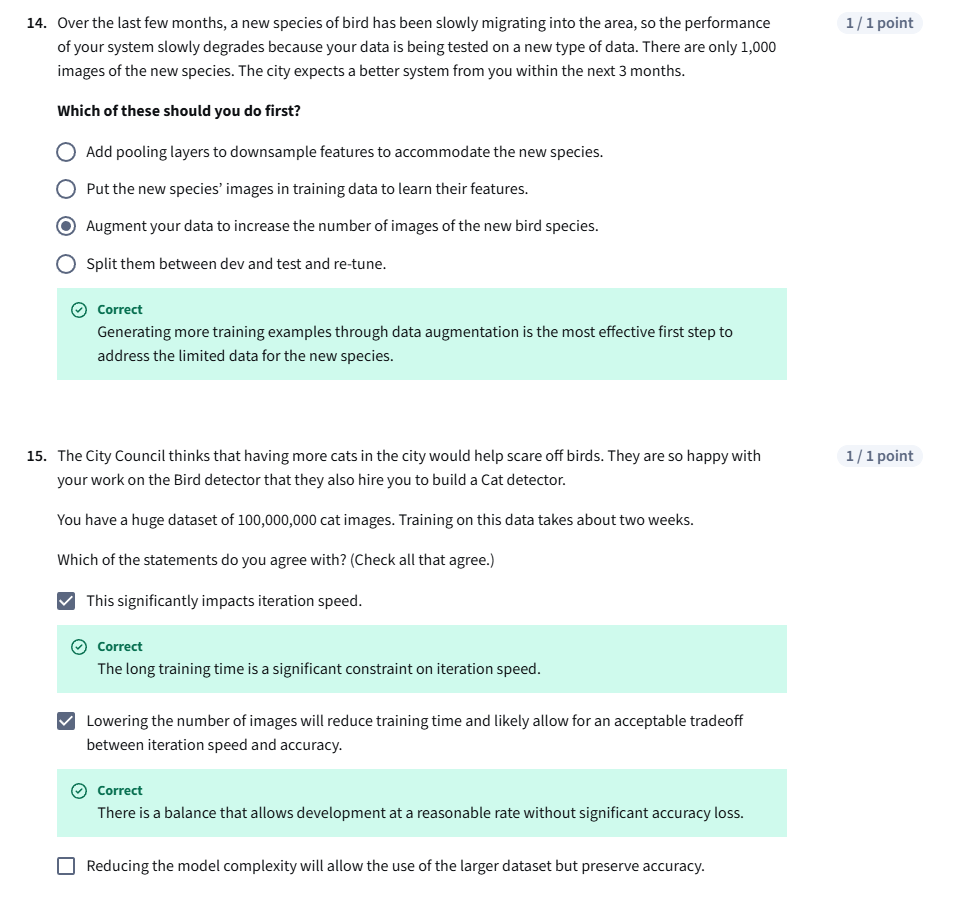 14. Over the last few months, a new species of bird has been slowly migrating into the area, so the performance
1 / 1 point
of your system slowly degrades because your data is being tested on a new type of data. There are only 1,000
images of the new species. The city expects a better system from you within the next 3 months.
Which of these should you do first?
Add pooling layers to downsample features to accommodate the new species.
Put the new species’ images in training data to learn their features.
Augment your data to increase the number of images of the new bird species.
Split them between dev and test and re-tune.
Correct
Generating more training examples through data augmentation is the most effective first step to
address the limited data for the new species.
15. The City Council thinks that having more cats in the city would help scare off birds. They are so happy with
1 / 1 point
your work on the Bird detector that they also hire you to build a Cat detector.
You have a huge dataset of 100,000,000 cat images. Training on this data takes about two weeks.
Which of the statements do you agree with? (Check all that agree.)
This significantly impacts iteration speed.
Correct
The long training time is a significant constraint on iteration speed.
Lowering the number of images will reduce training time and likely allow for an acceptable tradeoff
between iteration speed and accuracy.
Correct
There is a balance that allows development at a reasonable rate without significant accuracy loss.
Reducing the model complexity will allow the use of the larger dataset but preserve accuracy.